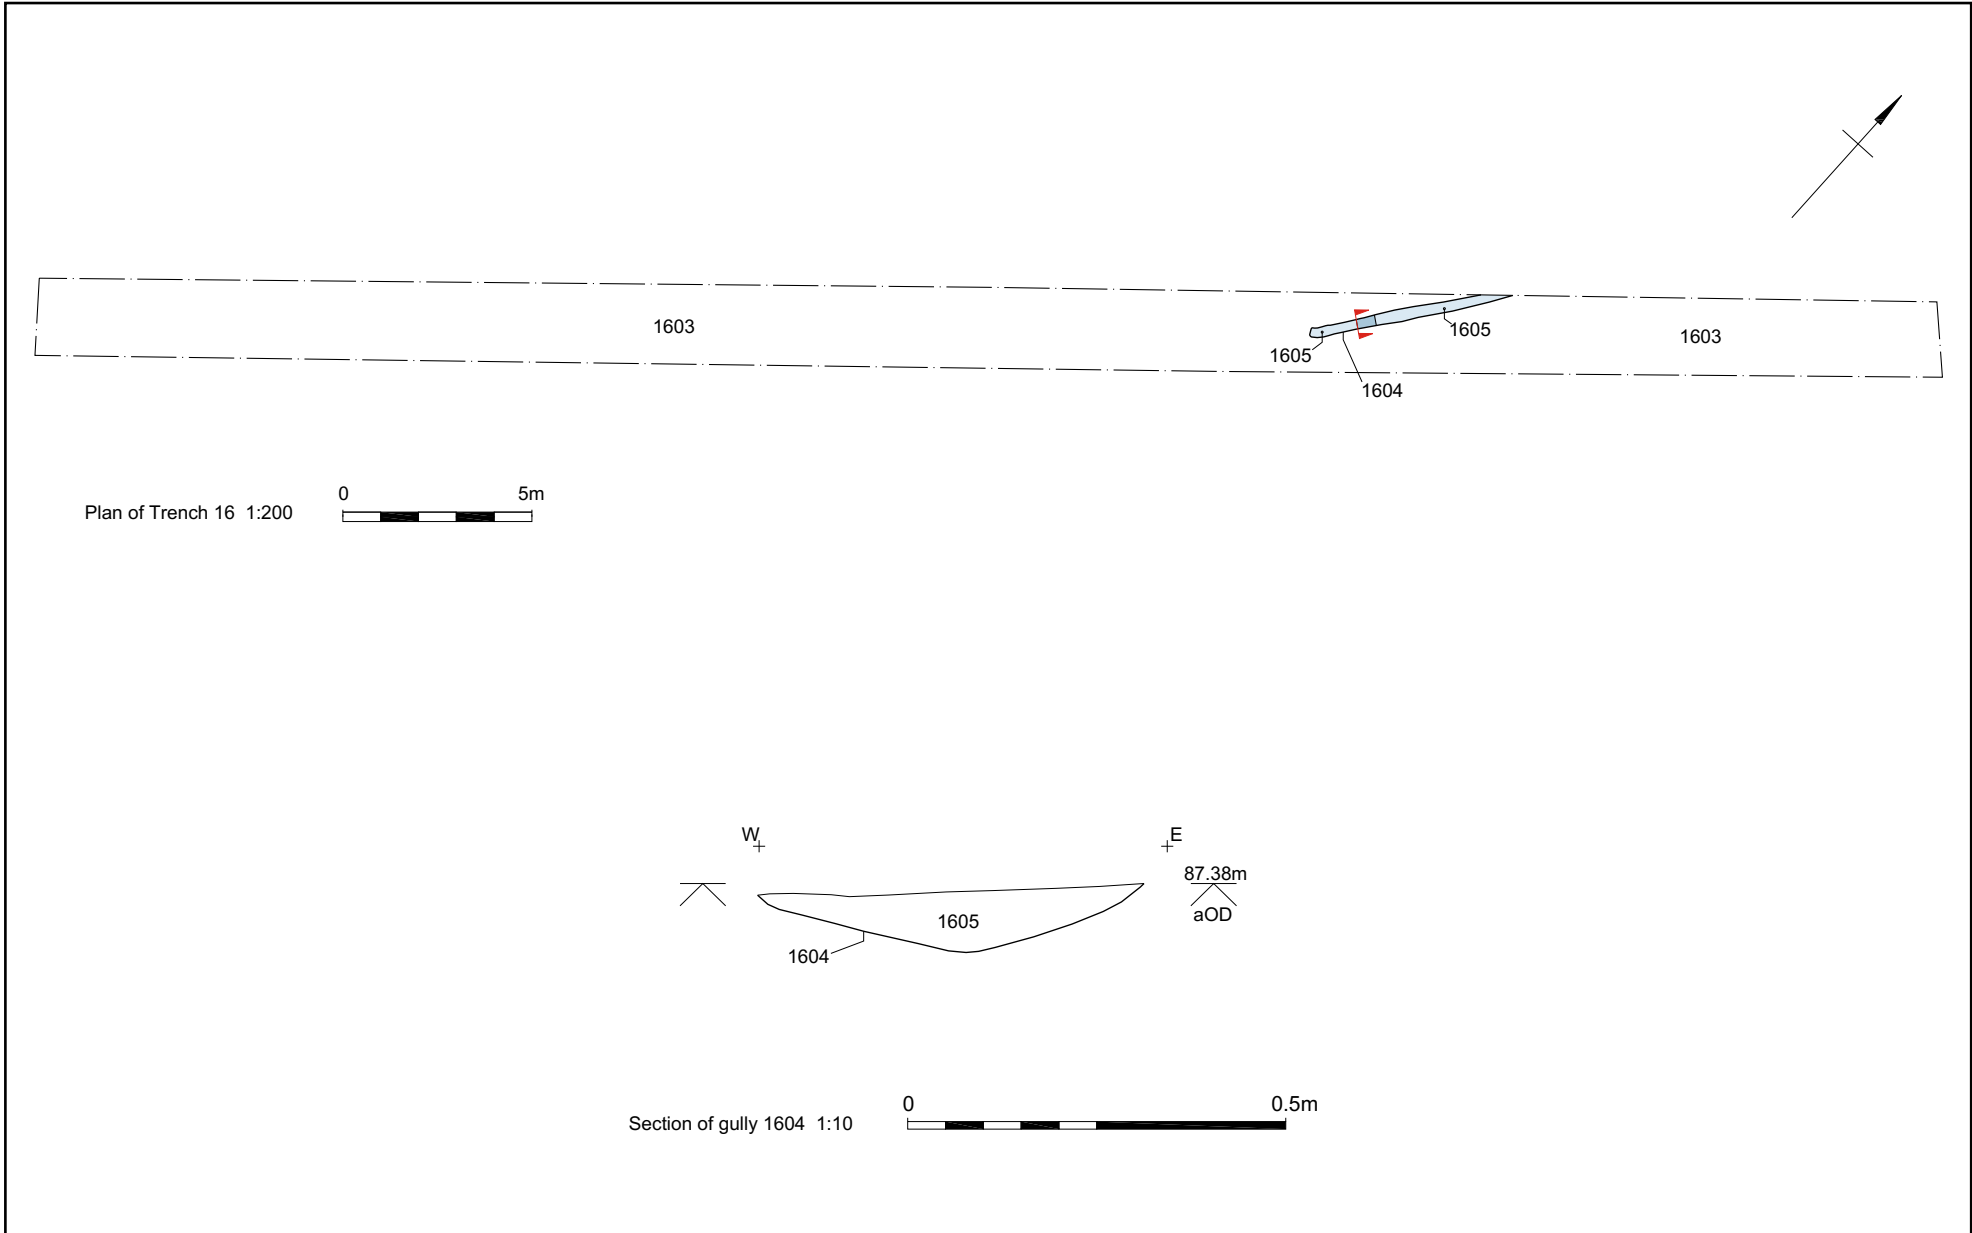 1603
1605
1603
1605
1604
0 5m
Plan of Trench 16 1:200
W E
87.38m
1605
aOD
1604
0 0.5m
Section of gully 1604 1:10